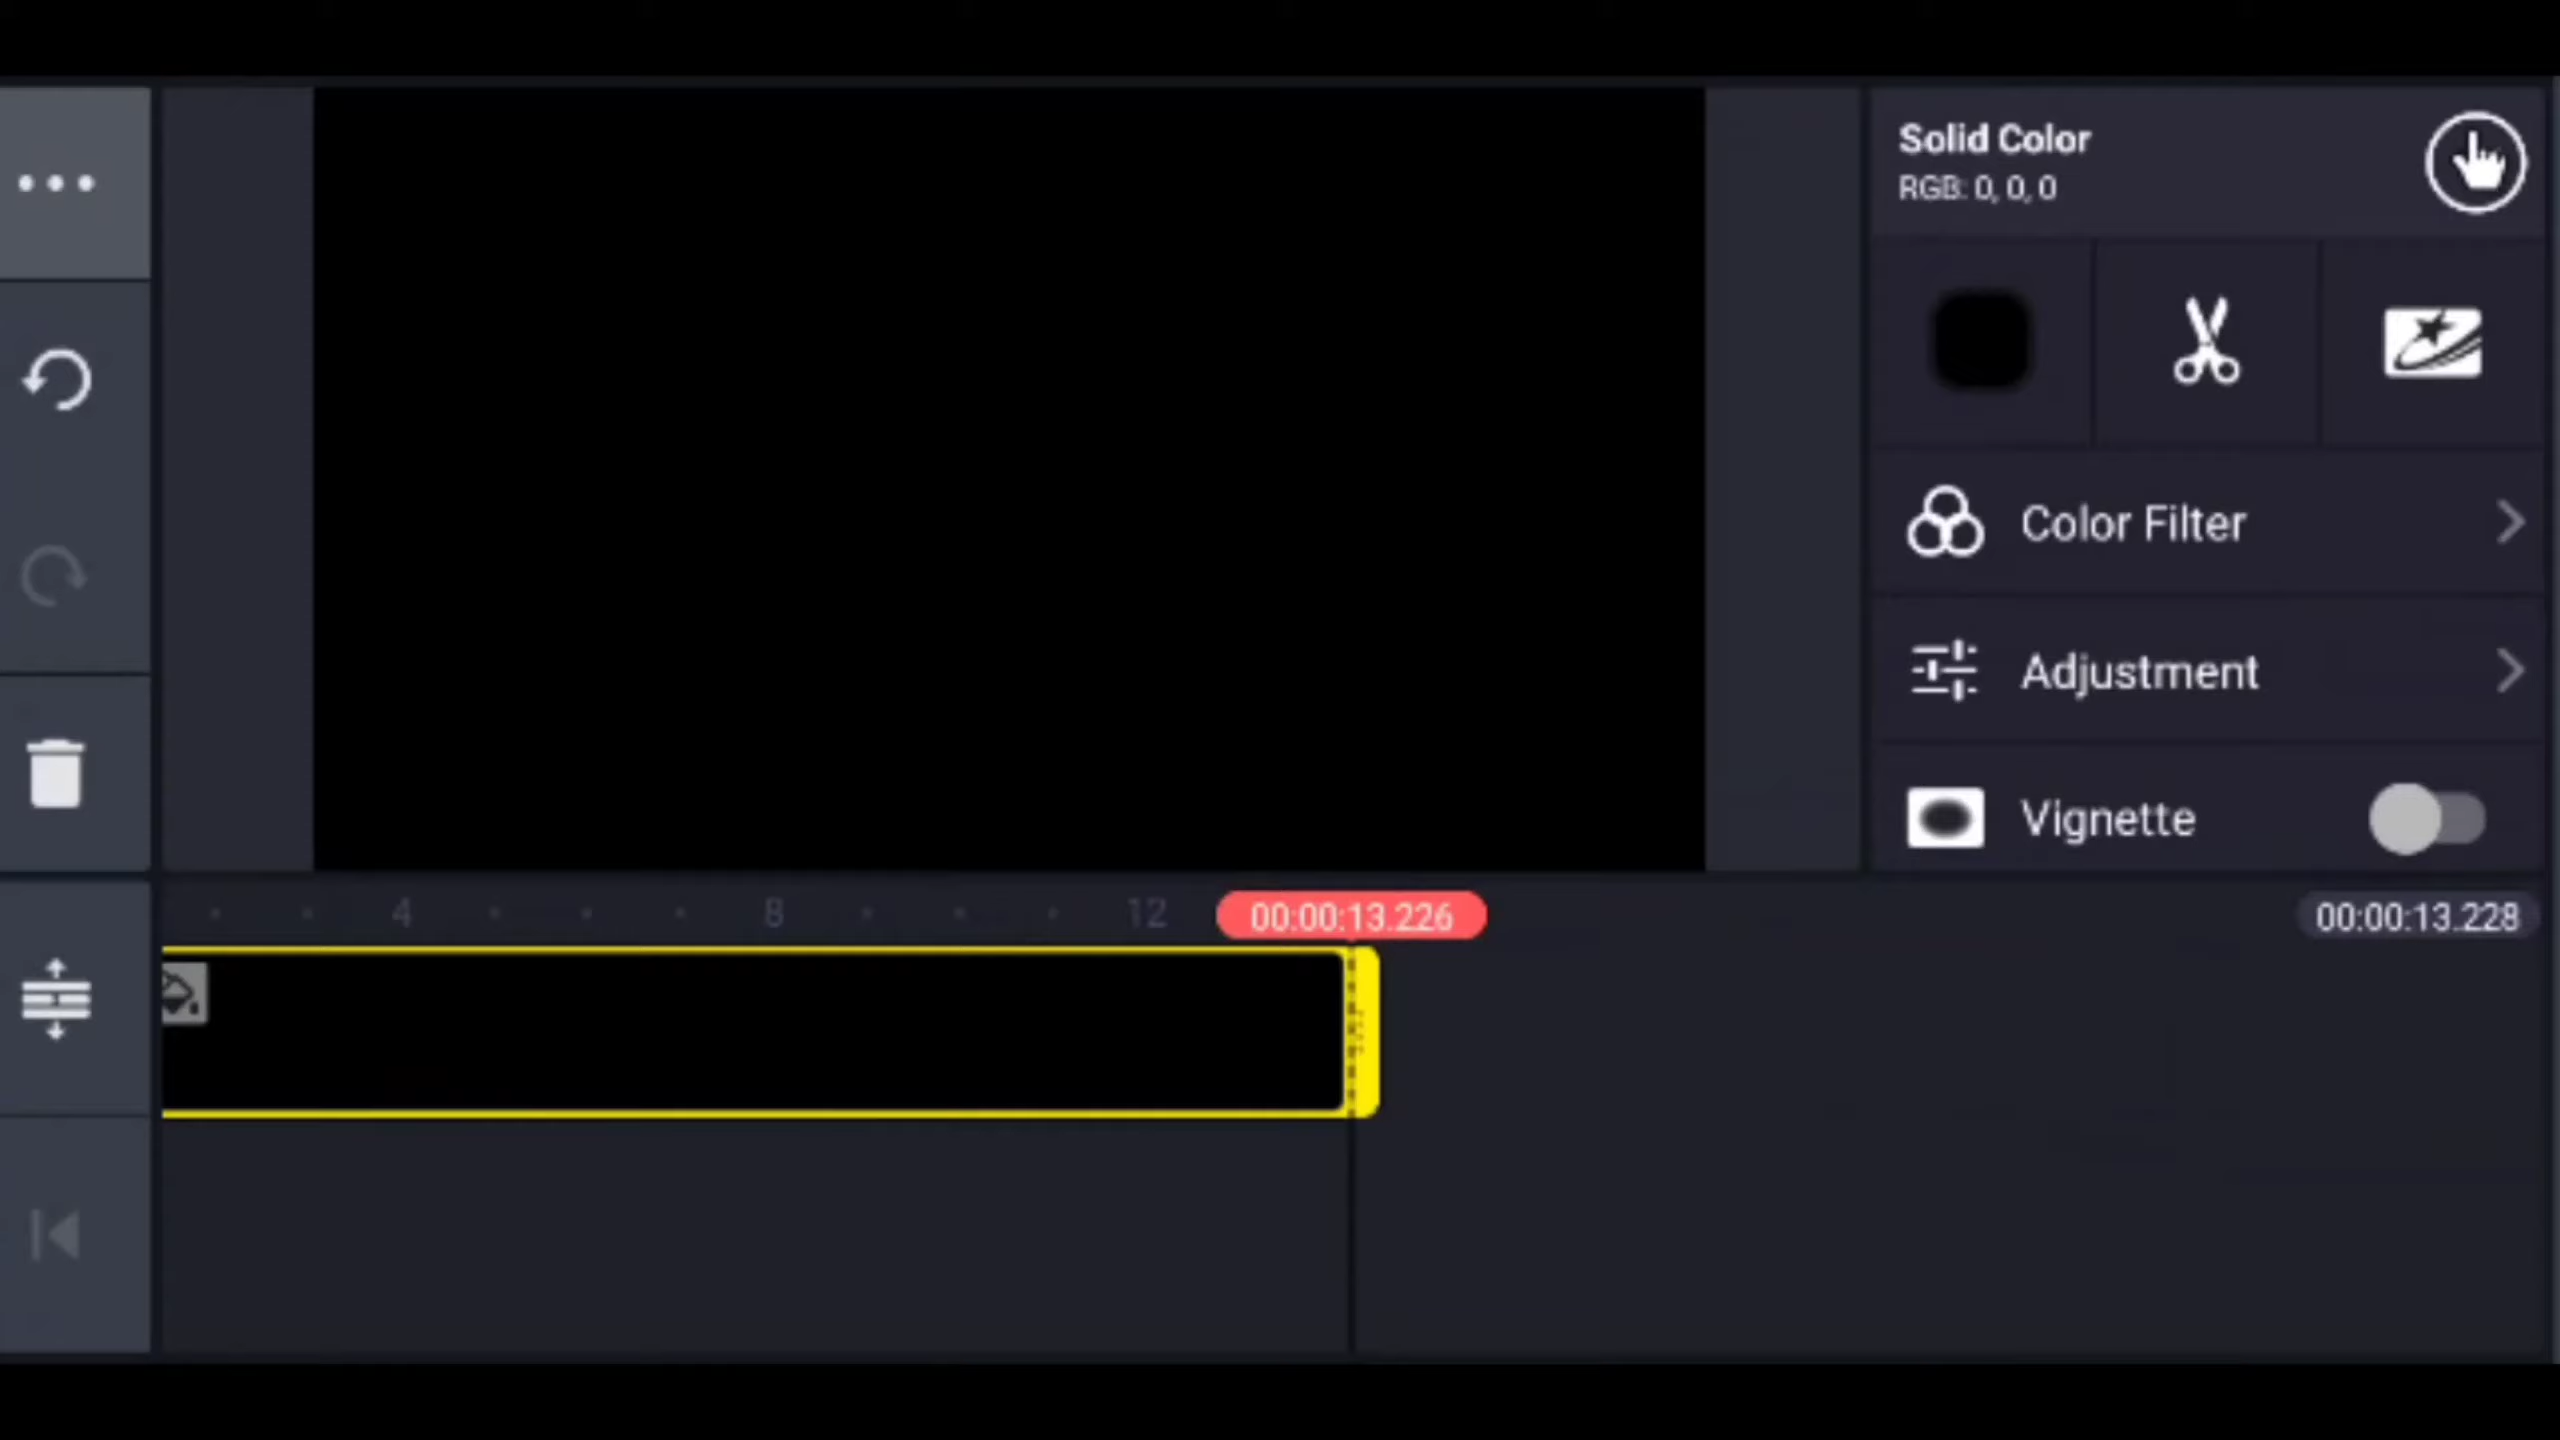 Solid Color
RGB: 0, 0, 0
Color Filter
Adjustment
Vignette
4 8 12 00:00:13.226 00:00:13.228